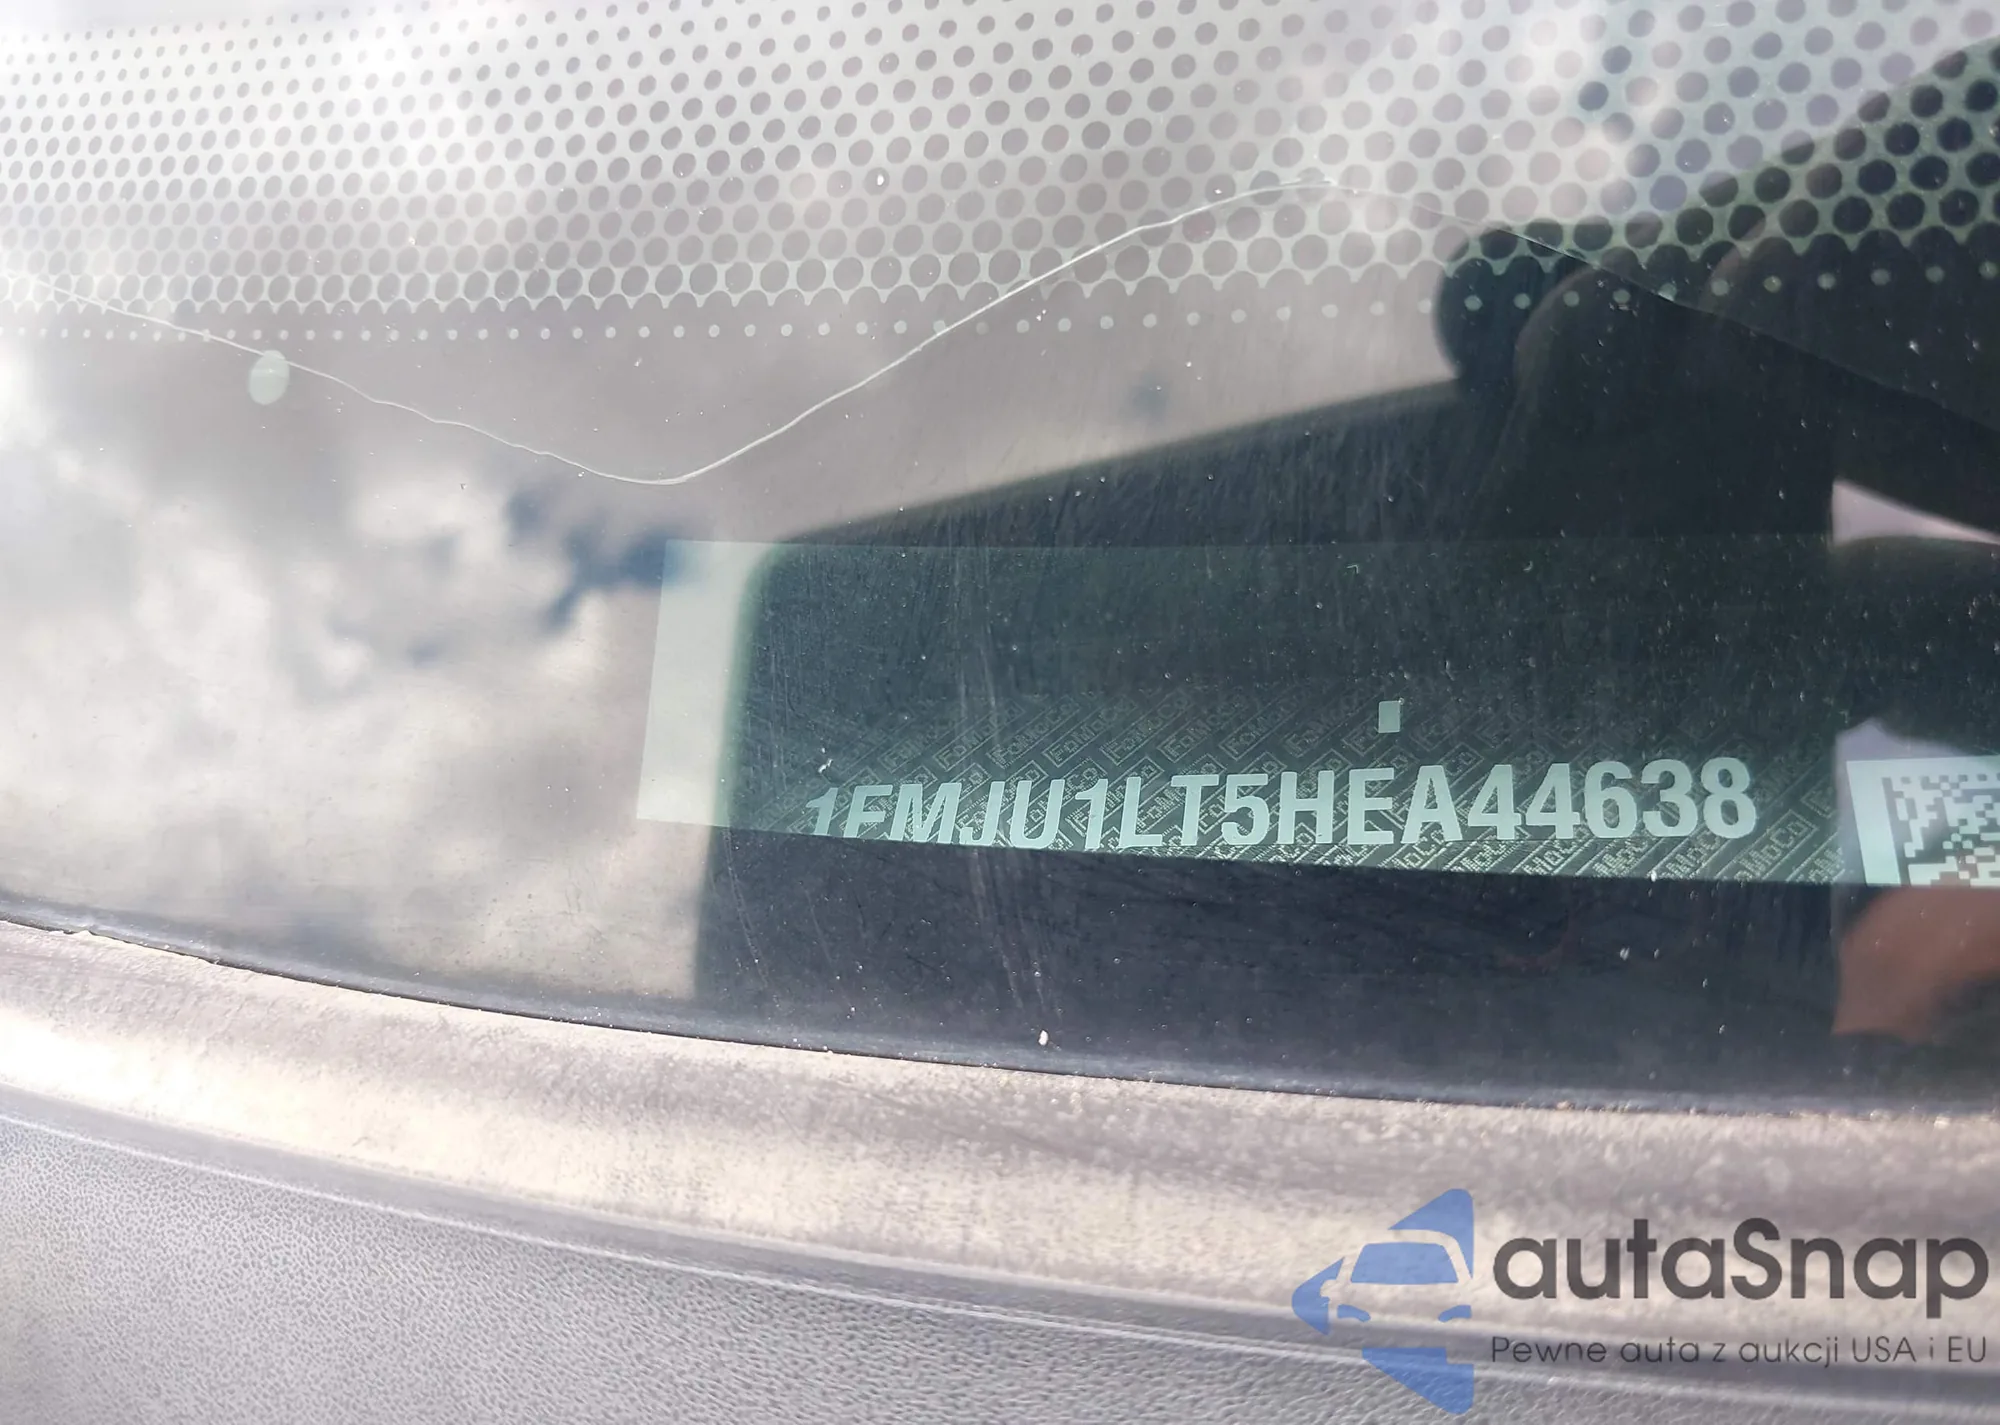 1FMJU1LT5HEA44638
autaSnap
Pewne auta z aukcji USA i EU